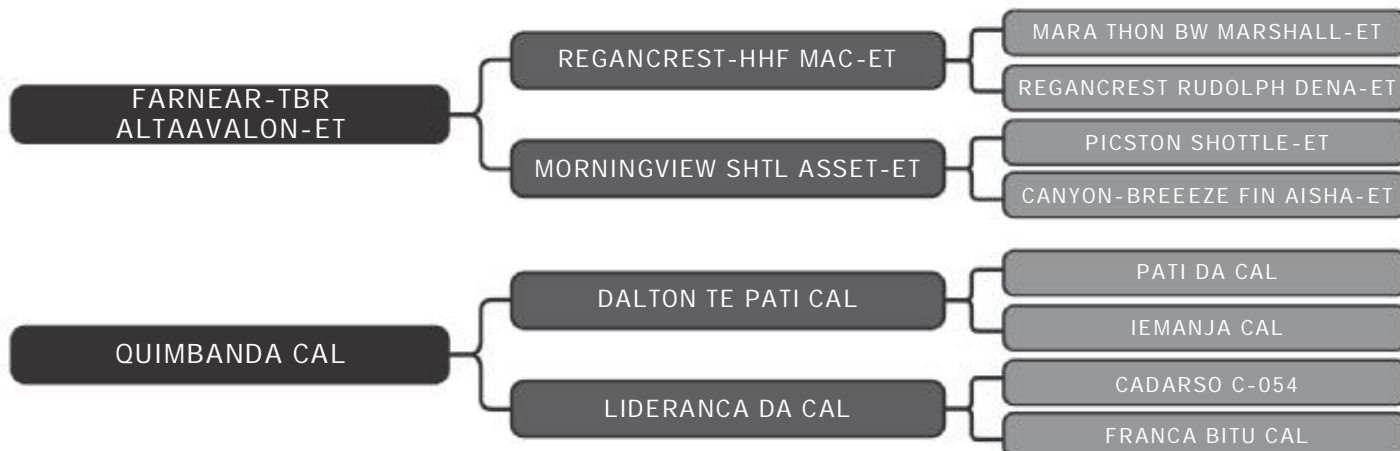 FARNEAR-TBR
ALTAAVALON-ET
REGANCREST-HHF MAC-ET
MARA THON BW MARSHALL-ET
REGANCREST RUDOLPH DENA-ET
MORNINGVIEW SHTL ASSET-ET
PICSTON SHOTTLE-ET
CANYON-BREEEZE FIN AISHA-ET
QUIMBANDA CAL
DALTON TE PATI CAL
PATI DA CAL
IEMANJA CAL
LIDERANCA DA CAL
CADARSO C-054
FRANCA BITU CAL